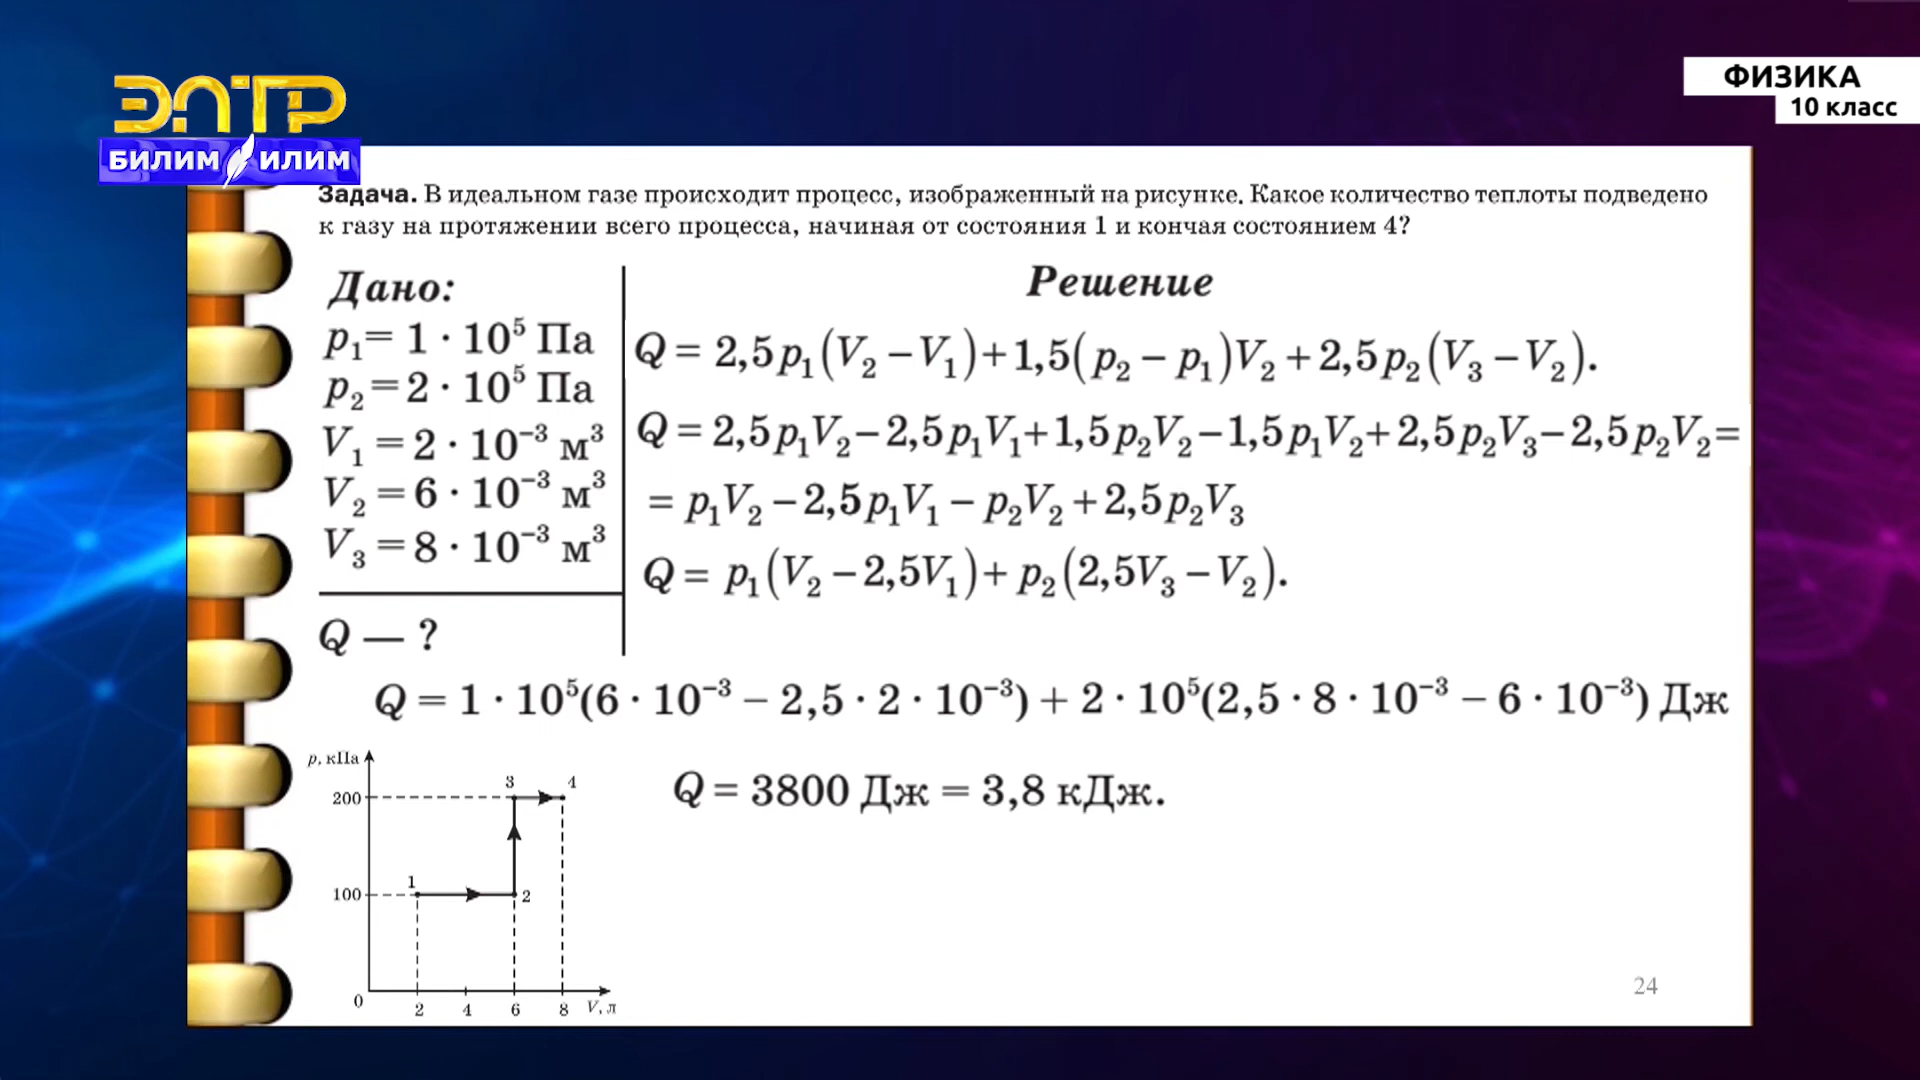 ЭЛТР
БИЛИМ ИЛИМ
ФИЗИКА
10 класс
Задача. В идеальном газе происходит процесс, изображенный на рисунке. Какое количество теплоты подведено
к газу на протяжении всего процесса, начиная от состояния 1 и кончая состоянием 4?
Дано:
p₁= 1 · 10⁵ Па
p₂ = 2 · 10⁵ Па
V₁ = 2 · 10⁻³ м³
V₂ = 6 · 10⁻³ м³
V₃ = 8 · 10⁻³ м³
Q — ?
Решение
Q = 2,5p₁(V₂ – V₁)+1,5(p₂ – p₁)V₂ + 2,5p₂(V₃ – V₂).
Q = 2,5p₁V₂– 2,5p₁V₁+1,5p₂V₂–1,5p₁V₂+2,5p₂V₃–2,5p₂V₂=
= p₁V₂ – 2,5p₁V₁ – p₂V₂ + 2,5p₂V₃
Q = p₁(V₂ – 2,5V₁)+ p₂(2,5V₃ – V₂).
Q = 1 · 10⁵(6 · 10⁻³ – 2,5 · 2 · 10⁻³) + 2 · 10⁵(2,5 · 8 · 10⁻³ – 6 · 10⁻³) Дж
Q = 3800 Дж = 3,8 кДж.
p, кПа
3 4
200
1
100
2
0
2 4 6 8 V, л
24